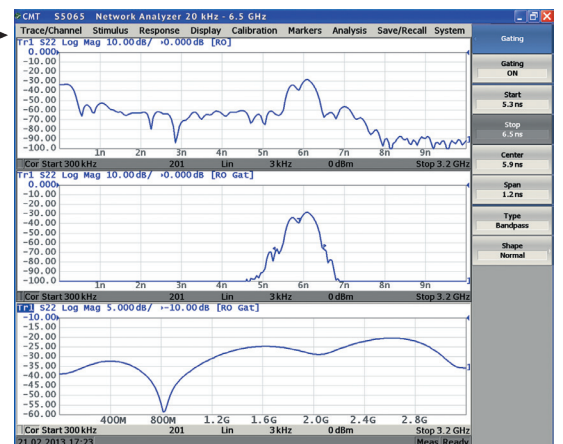 CMT S5065 Network Analyzer 20 kHz - 6.5 GHz
Trace/Channel Stimulus Response Display Calibration Markers Analysis Save/Recall System
Tr1 S22 Log Mag 10.00dB/ 0.000dB [RO]
0.000
-10.00
-20.00
-30.00
-40.00
-50.00
-60.00
-70.00
-80.00
-90.00
-100.0
1n 2n 3n 4n 5n 6n 7n 8n 9n
Cor Start 300 kHz 201 Lin 3 kHz 0 dBm Stop 3.2 GHz
Tr1 S22 Log Mag 10.00dB/ 0.000dB [RO Gat]
0.000
-10.00
-20.00
-30.00
-40.00
-50.00
-60.00
-70.00
-80.00
-90.00
-100.0
1n 2n 3n 4n 5n 6n 7n 8n 9n
Cor Start 300 kHz 201 Lin 3 kHz 0 dBm Stop 3.2 GHz
Tr1 S22 Log Mag 5.000dB/ -10.00dB [RO Gat]
-10.00
-15.00
-20.00
-25.00
-30.00
-35.00
-40.00
-45.00
-50.00
-55.00
-60.00
400M 800M 1.2G 1.6G 2.0G 2.4G 2.8G
Cor Start 300 kHz 201 Lin 3 kHz 0 dBm Stop 3.2 GHz
21.02.2013 17:23 Meas Ready
Gating
Gating
ON
Start
5.3 ns
Stop
6.5 ns
Center
5.9 ns
Span
1.2 ns
Type
Bandpass
Shape
Normal